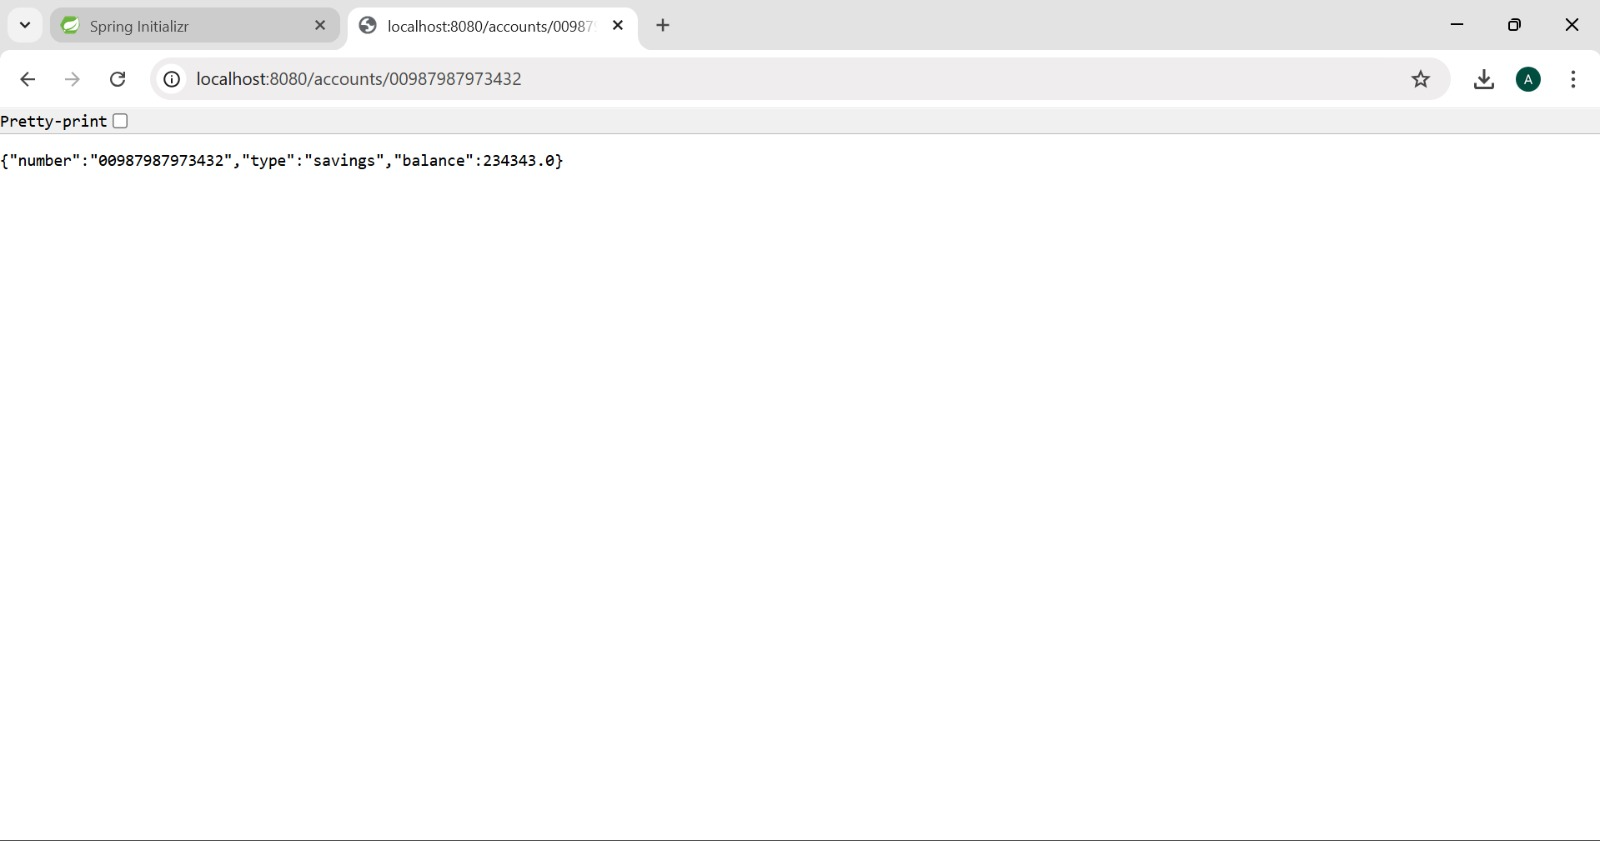 Spring Initializr
localhost:8080/accounts/00987
localhost:8080/accounts/00987987973432
A
Pretty-print
{"number":"00987987973432","type":"savings","balance":234343.0}